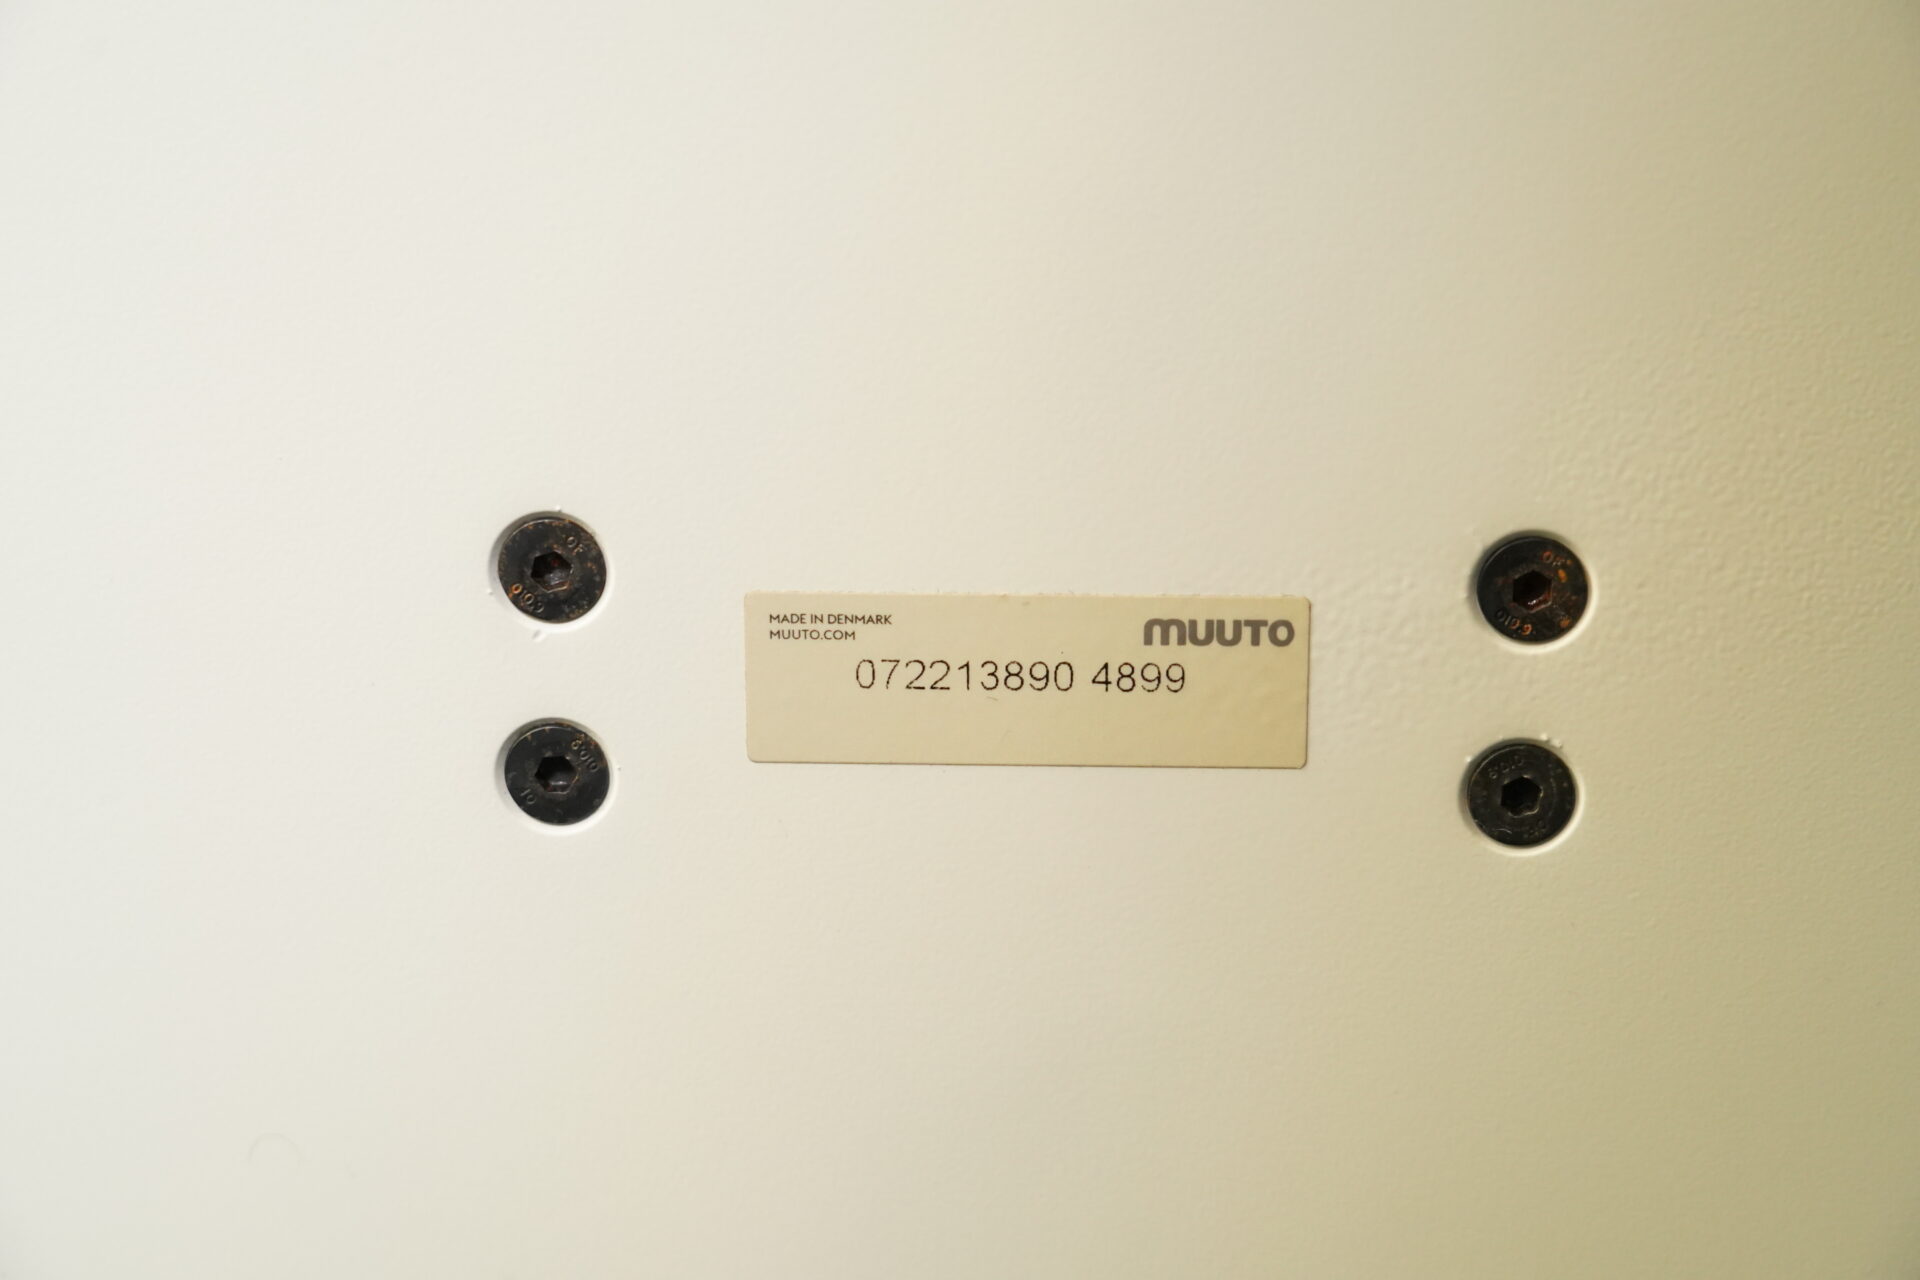 MADE IN DENMARK
MUUTO.COM
muuto
072213890 4899